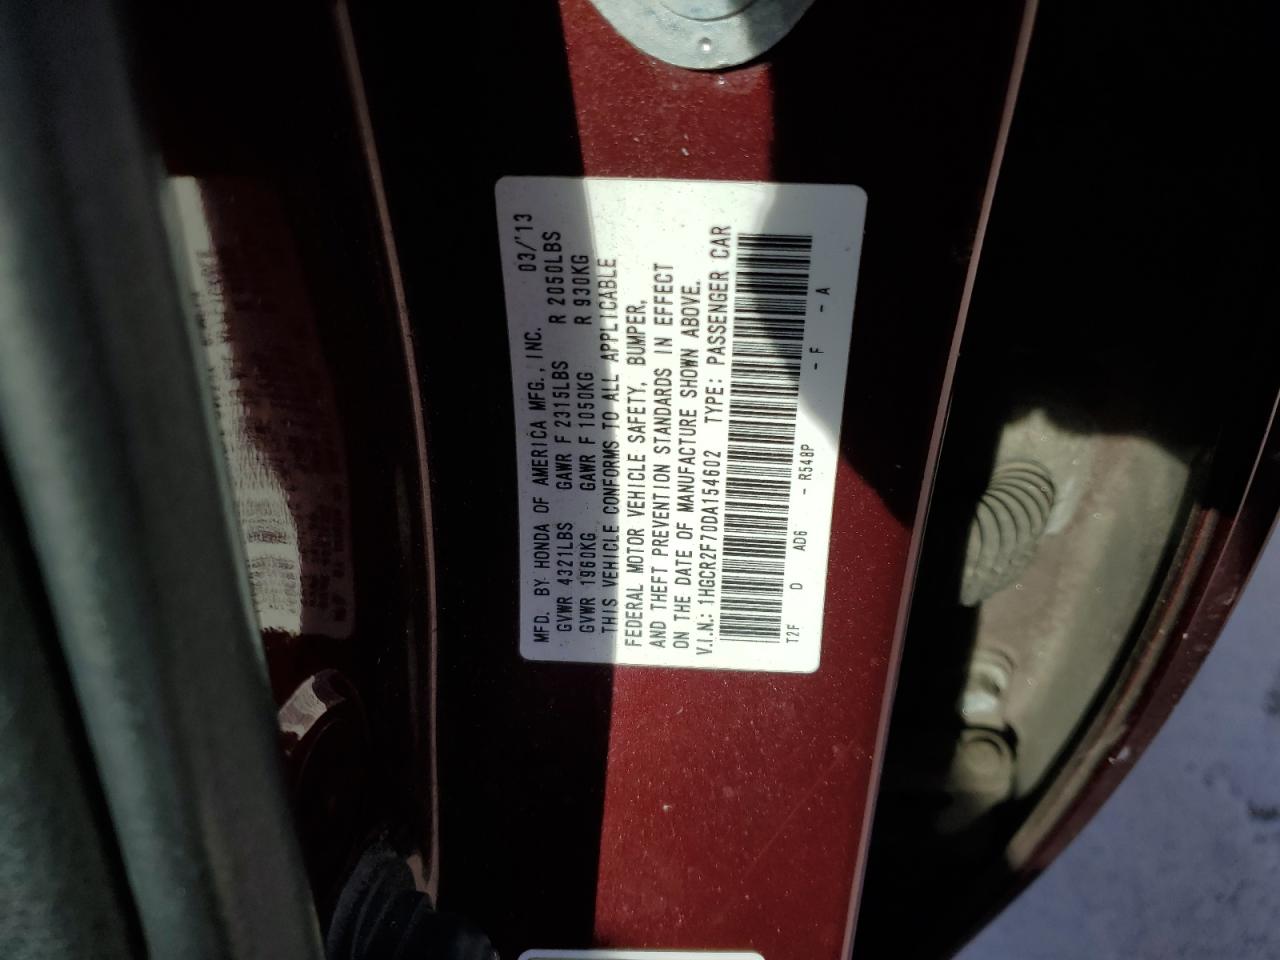 MFD. BY HONDA OF AMERICA MFG., INC. 03/'13
GVWR 4321LBS GAWR F 2315LBS R 2050LBS
GVWR 1960KG GAWR F 1050KG R 930KG
THIS VEHICLE CONFORMS TO ALL APPLICABLE
FEDERAL MOTOR VEHICLE SAFETY, BUMPER,
AND THEFT PREVENTION STANDARDS IN EFFECT
ON THE DATE OF MANUFACTURE SHOWN ABOVE.
V.I.N.: 1HGCR2F70DA154602 TYPE: PASSENGER CAR
T2F D AD6 - R548P - F - A